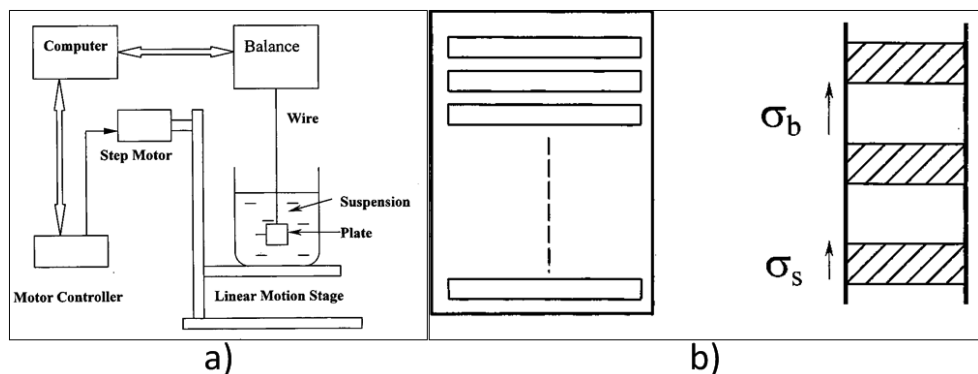 Computer
Balance
Wire
Step Motor
Suspension
Plate
Motor Controller
Linear Motion Stage
σb
σs
a)
b)